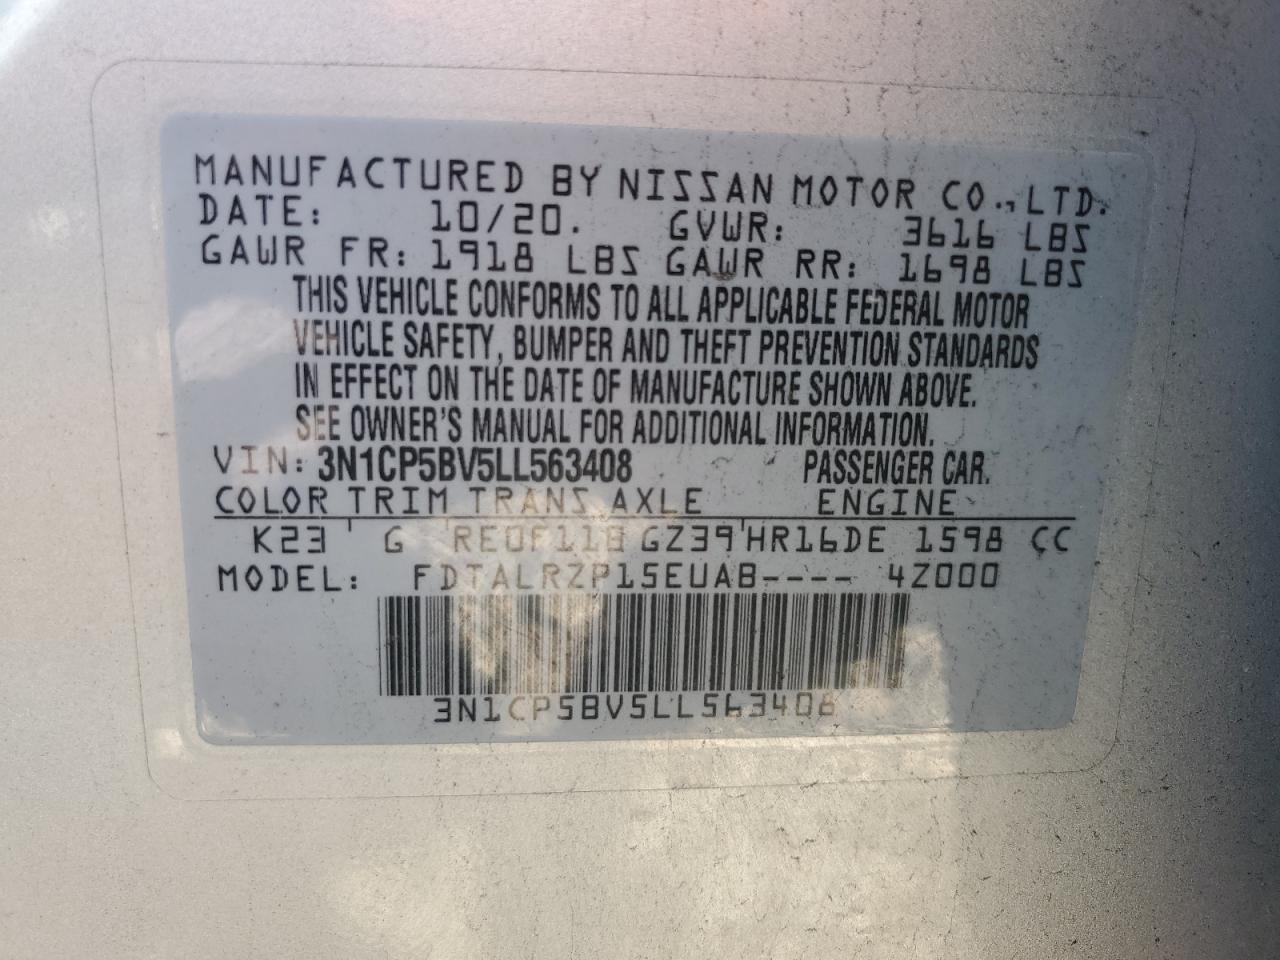 MANUFACTURED BY NISSAN MOTOR CO., LTD.
DATE: 10/20. GVWR: 3616 LBS
GAWR FR: 1918 LBS GAWR RR: 1698 LBS
THIS VEHICLE CONFORMS TO ALL APPLICABLE FEDERAL MOTOR
VEHICLE SAFETY, BUMPER AND THEFT PREVENTION STANDARDS
IN EFFECT ON THE DATE OF MANUFACTURE SHOWN ABOVE.
SEE OWNER'S MANUAL FOR ADDITIONAL INFORMATION.
VIN: 3N1CP5BV5LL563408 PASSENGER CAR.
COLOR TRIM TRANS AXLE ENGINE
K23 G RE0F11B GZ39 HR16DE 1598 CC
MODEL: FDTALRZP15EUAB---- 4Z000
3N1CP5BV5LL563408